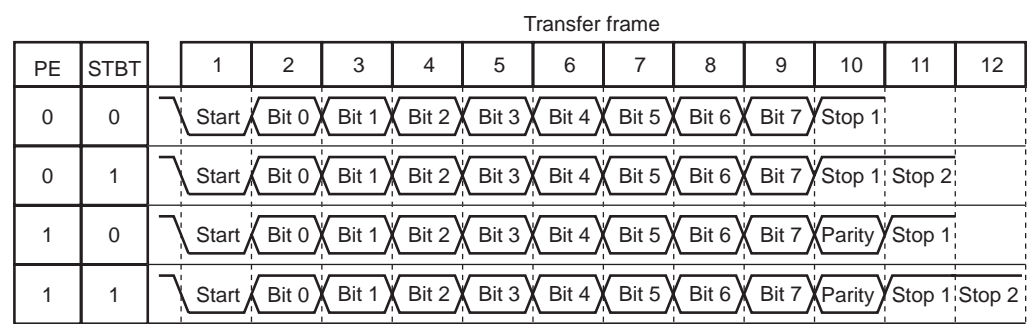 Transfer frame
PE STBT 1 2 3 4 5 6 7 8 9 10 11 12
0 0 Start Bit 0 Bit 1 Bit 2 Bit 3 Bit 4 Bit 5 Bit 6 Bit 7 Stop 1
0 1 Start Bit 0 Bit 1 Bit 2 Bit 3 Bit 4 Bit 5 Bit 6 Bit 7 Stop 1 Stop 2
1 0 Start Bit 0 Bit 1 Bit 2 Bit 3 Bit 4 Bit 5 Bit 6 Bit 7 Parity Stop 1
1 1 Start Bit 0 Bit 1 Bit 2 Bit 3 Bit 4 Bit 5 Bit 6 Bit 7 Parity Stop 1 Stop 2